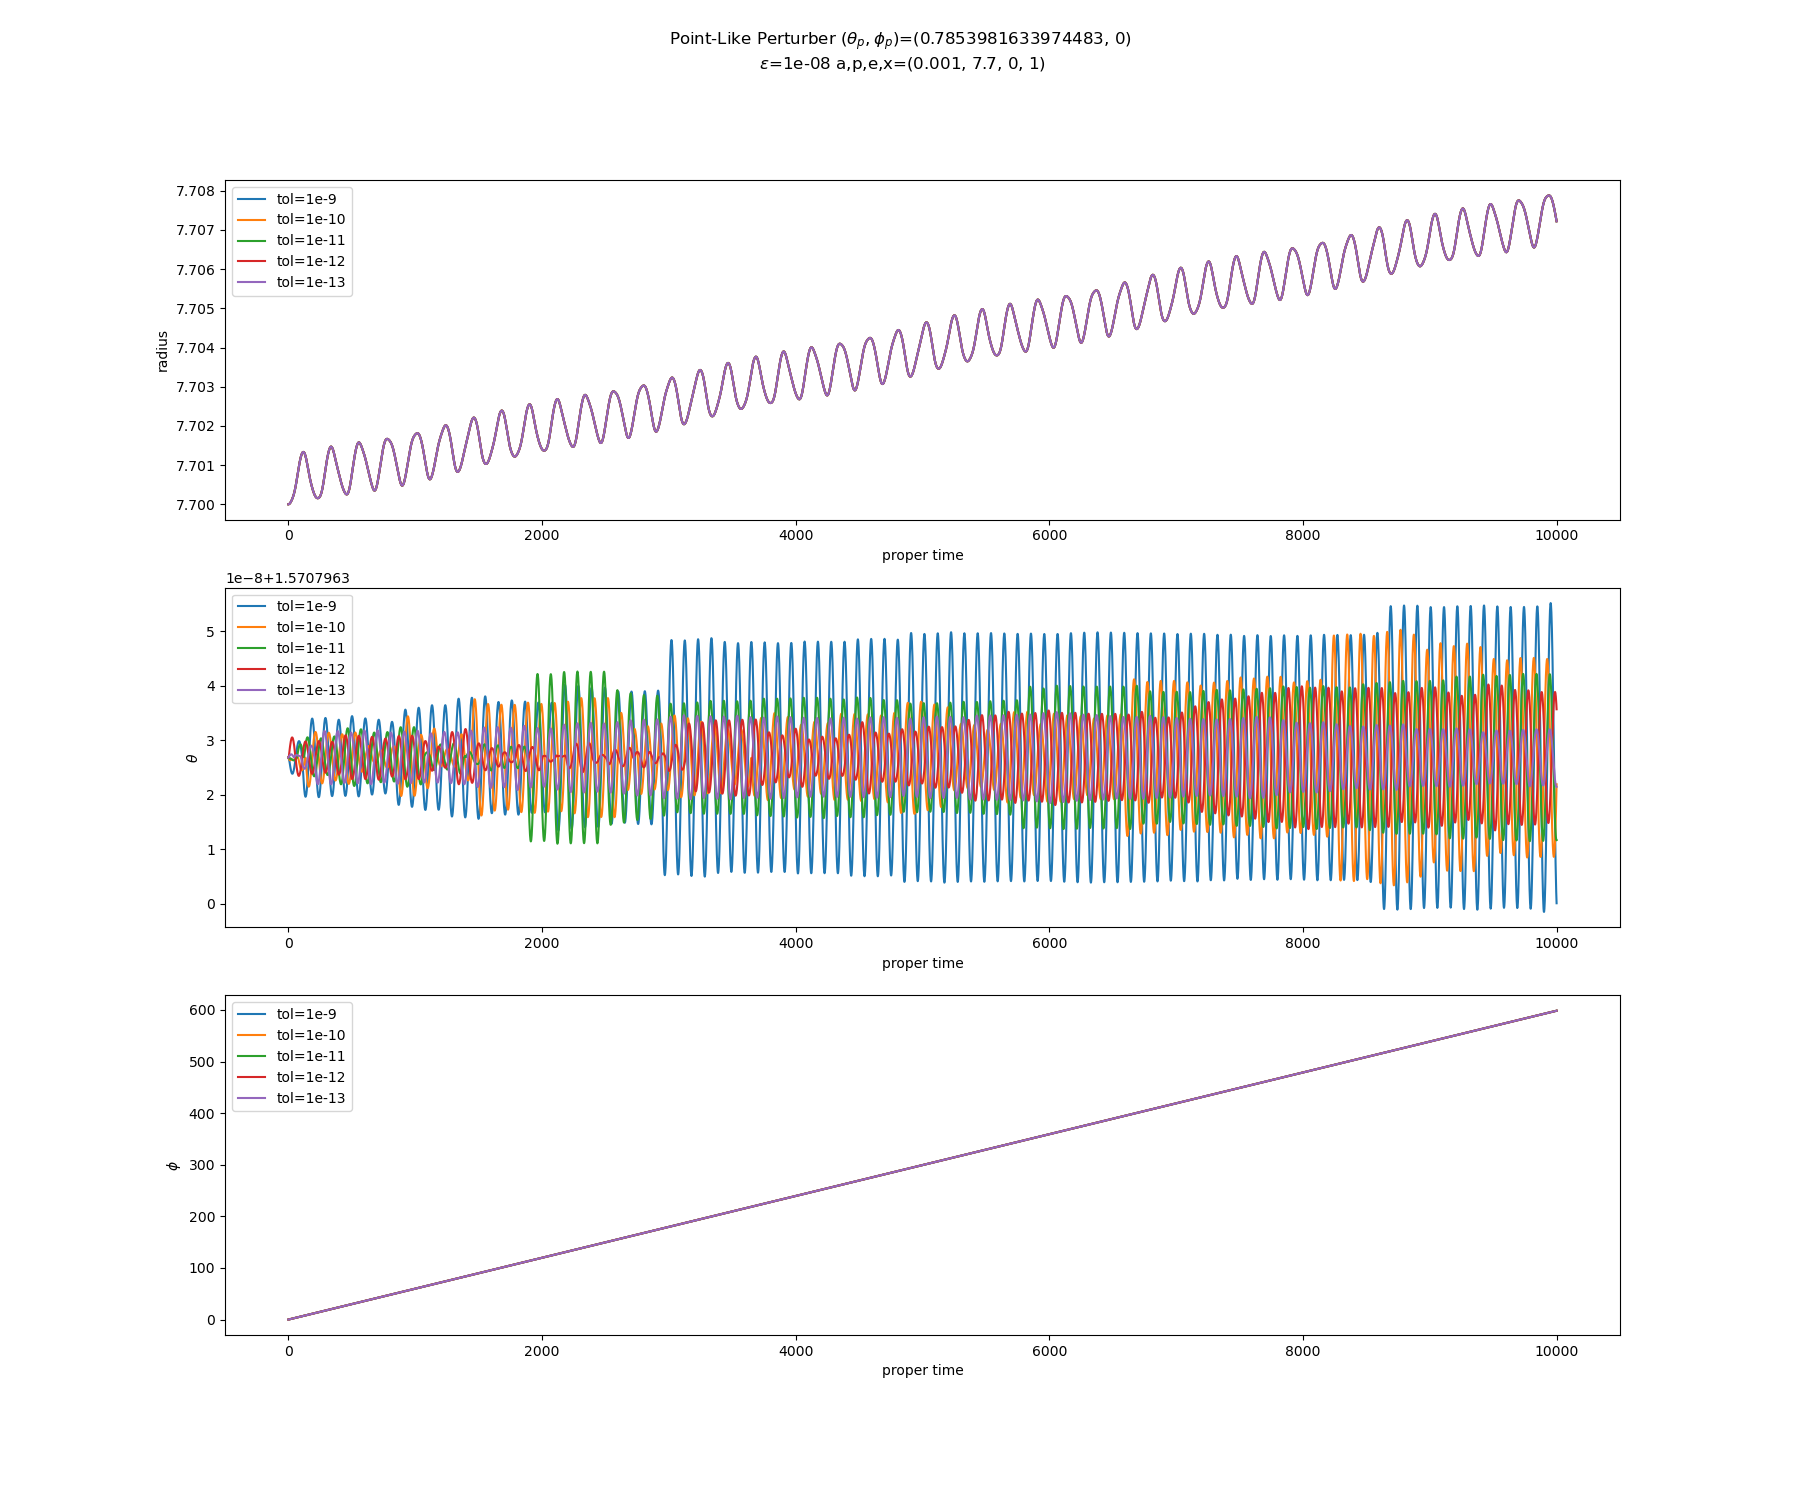 Point-Like Perturber (θp, ϕp)=(0.7853981633974483, 0)
ε=1e-08 a,p,e,x=(0.001, 7.7, 0, 1)
7.708
7.707
7.706
7.705
7.704
7.703
7.702
7.701
7.700
radius
tol=1e-9
tol=1e-10
tol=1e-11
tol=1e-12
tol=1e-13
0 2000 4000 6000 8000 10000
proper time
1e−8+1.5707963
5
4
3
2
1
0
θ
tol=1e-9
tol=1e-10
tol=1e-11
tol=1e-12
tol=1e-13
0 2000 4000 6000 8000 10000
proper time
600
500
400
300
200
100
0
ϕ
tol=1e-9
tol=1e-10
tol=1e-11
tol=1e-12
tol=1e-13
0 2000 4000 6000 8000 10000
proper time